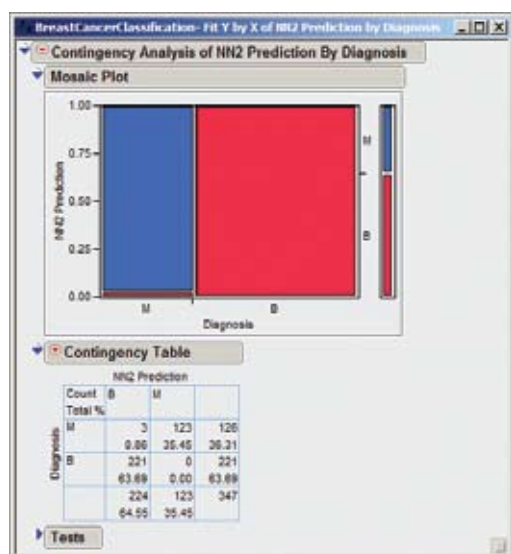 BreastCancerClassification- Fit Y by X of NN2 Prediction by Diagnosis
Contingency Analysis of NN2 Prediction By Diagnosis
Mosaic Plot
1.00
0.75
0.50
0.25
0.00
NN2 Prediction
M
B
M
B
Diagnosis
Contingency Table
NN2 Prediction
Count B M
Total %
Diagnosis
M 3 123 126
0.86 35.45 36.31
B 221 0 221
63.69 0.00 63.69
224 123 347
64.55 35.45
Tests